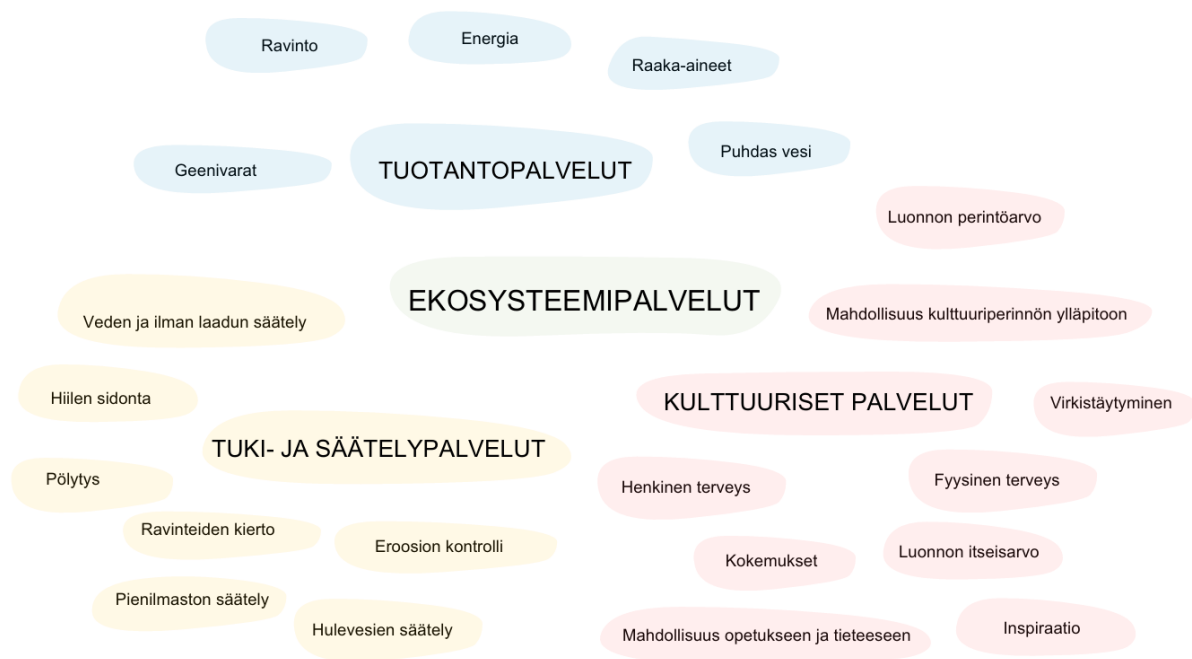 Ravinto
Energia
Raaka-aineet
Geenivarat
TUOTANTOPALVELUT
Puhdas vesi
Luonnon perintöarvo
EKOSYSTEEMIPALVELUT
Veden ja ilman laadun säätely
Mahdollisuus kulttuuriperinnön ylläpitoon
Hiilen sidonta
KULTTUURISET PALVELUT
Virkistäytyminen
TUKI- JA SÄÄTELYPALVELUT
Pölytys
Henkinen terveys
Fyysinen terveys
Ravinteiden kierto
Eroosion kontrolli
Kokemukset
Luonnon itseisarvo
Pienilmaston säätely
Hulevesien säätely
Mahdollisuus opetukseen ja tieteeseen
Inspiraatio